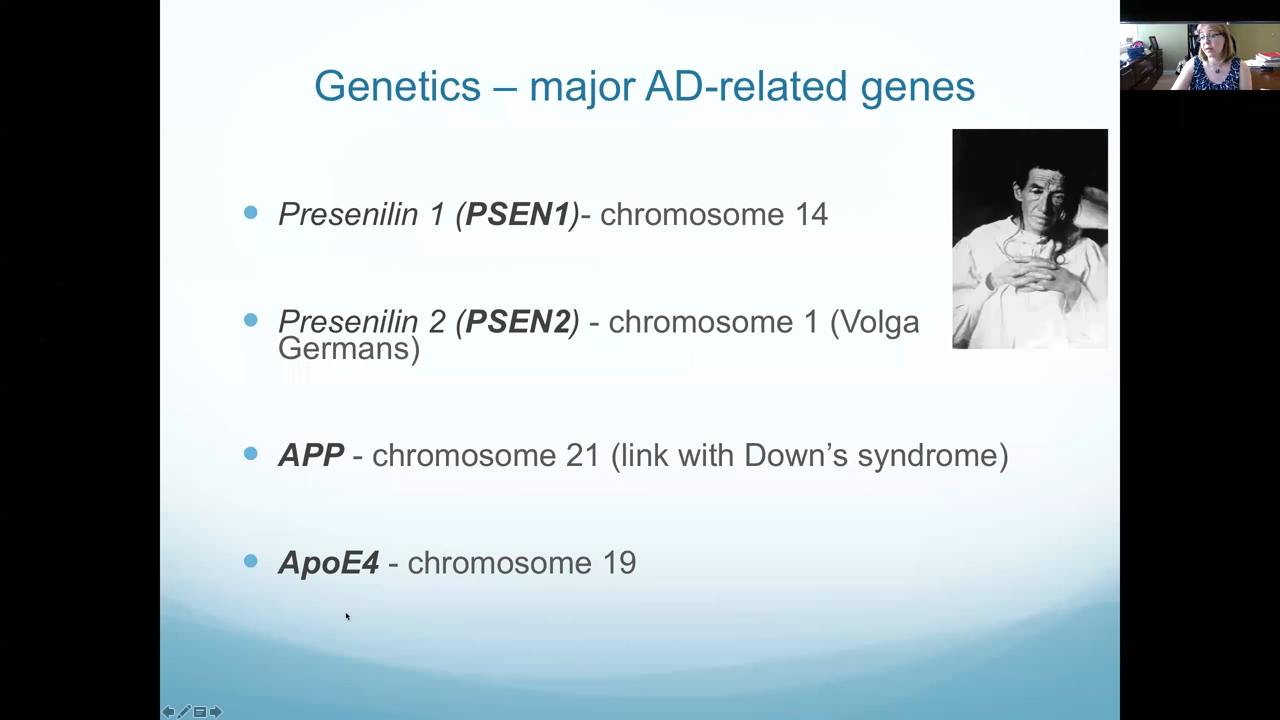 Genetics – major AD-related genes
Presenilin 1 (PSEN1)- chromosome 14
Presenilin 2 (PSEN2) - chromosome 1 (Volga
Germans)
APP - chromosome 21 (link with Down’s syndrome)
ApoE4 - chromosome 19